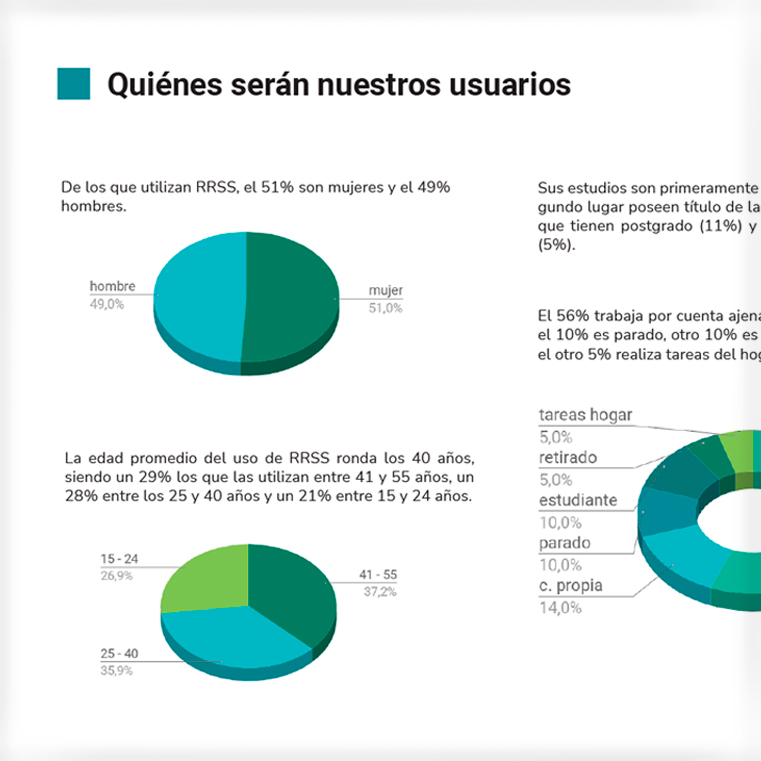 Quiénes serán nuestros usuarios
De los que utilizan RRSS, el 51% son mujeres y el 49%
hombres.
hombre
49,0%
mujer
51,0%
La edad promedio del uso de RRSS ronda los 40 años,
siendo un 29% los que las utilizan entre 41 y 55 años, un
28% entre los 25 y 40 años y un 21% entre 15 y 24 años.
15 - 24
26,9%
41 - 55
37,2%
25 - 40
35,9%
Sus estudios son primeramente
gundo lugar poseen título de la
que tienen postgrado (11%) y
(5%).
El 56% trabaja por cuenta ajena
el 10% es parado, otro 10% es
el otro 5% realiza tareas del hog
tareas hogar
5,0%
retirado
5,0%
estudiante
10,0%
parado
10,0%
c. propia
14,0%